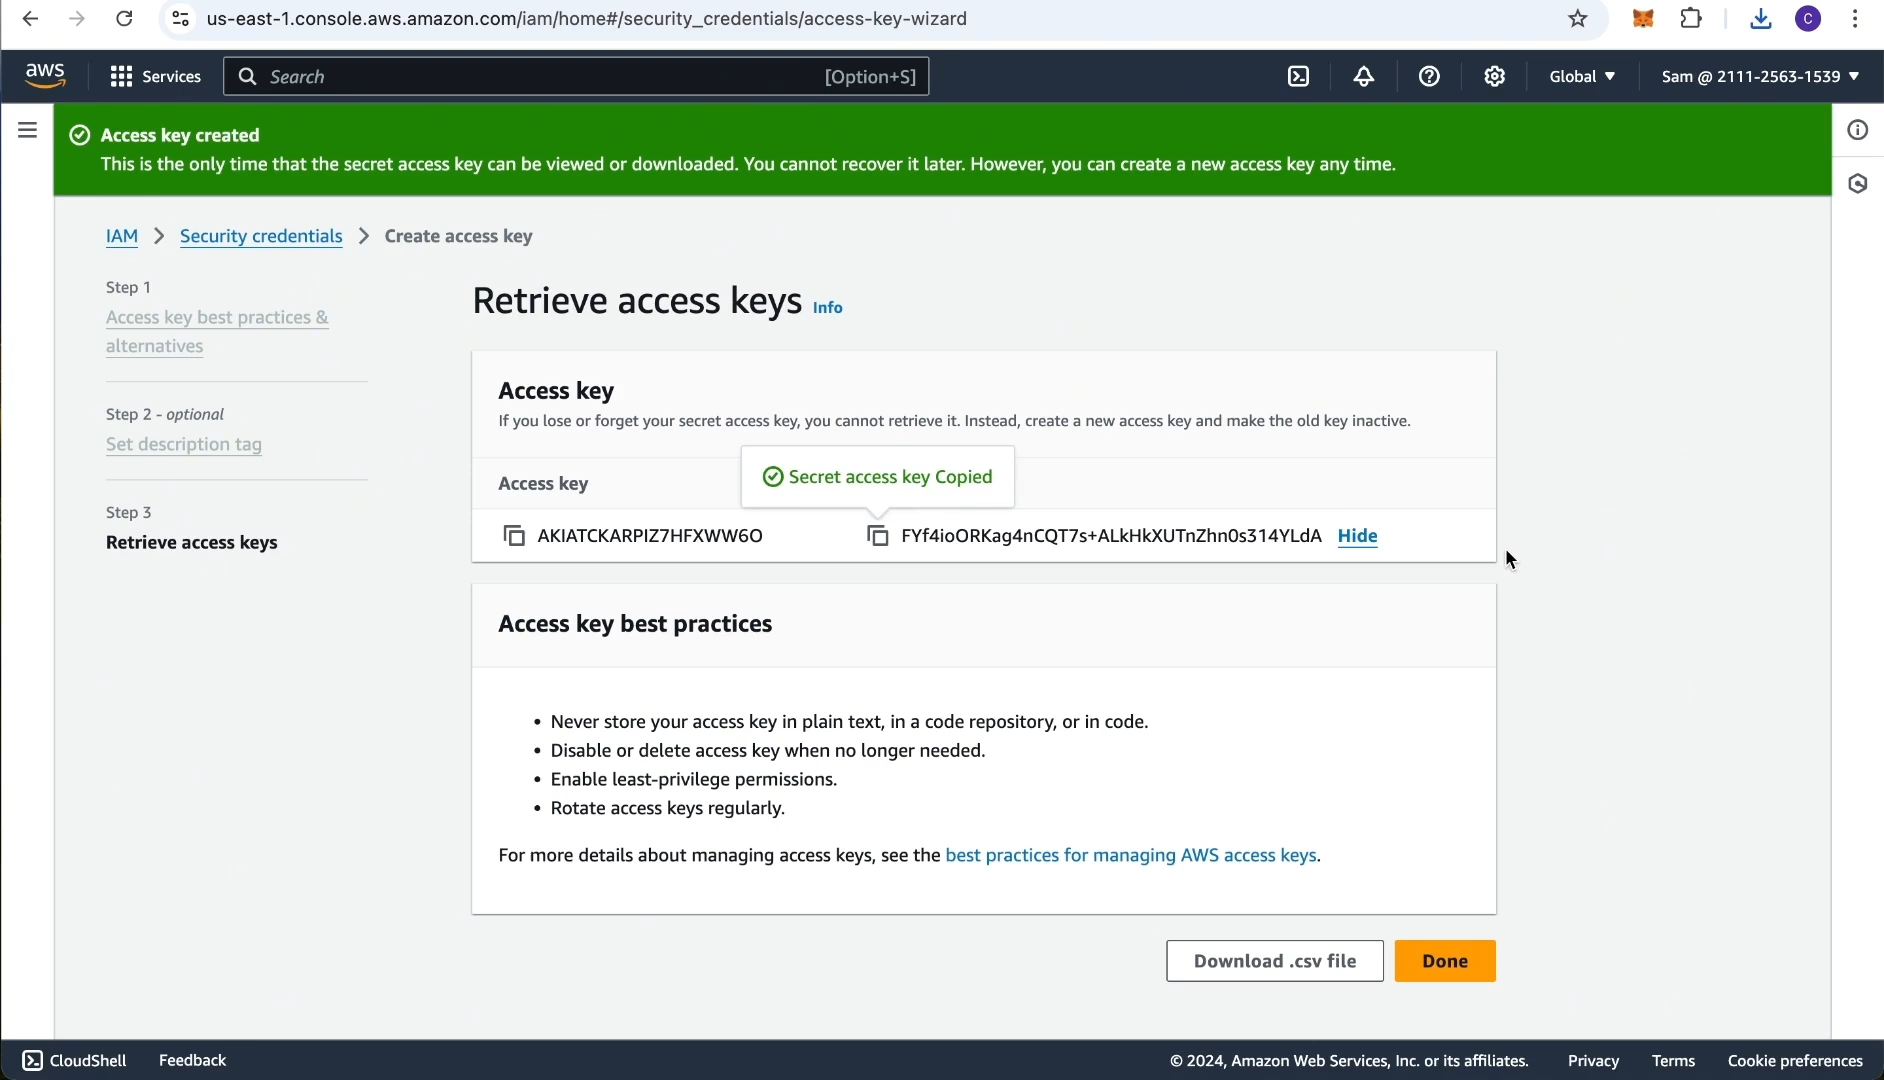 us-east-1.console.aws.amazon.com/iam/home#/security_credentials/access-key-wizard
C
aws
Services
Search
[Option+S]
Global
Sam @ 2111-2563-1539
Access key created
This is the only time that the secret access key can be viewed or downloaded. You cannot recover it later. However, you can create a new access key any time.
IAM > Security credentials > Create access key
Step 1
Access key best practices &
alternatives
Step 2 - optional
Set description tag
Step 3
Retrieve access keys
Retrieve access keys Info
Access key
If you lose or forget your secret access key, you cannot retrieve it. Instead, create a new access key and make the old key inactive.
Access key
Secret access key Copied
AKIATCKARPIZ7HFXWW6O
FYf4ioORKag4nCQT7s+ALkHkXUTnZhn0s314YLdA Hide
Access key best practices
• Never store your access key in plain text, in a code repository, or in code.
• Disable or delete access key when no longer needed.
• Enable least-privilege permissions.
• Rotate access keys regularly.
For more details about managing access keys, see the best practices for managing AWS access keys.
Download .csv file
Done
CloudShell
Feedback
© 2024, Amazon Web Services, Inc. or its affiliates.
Privacy
Terms
Cookie preferences